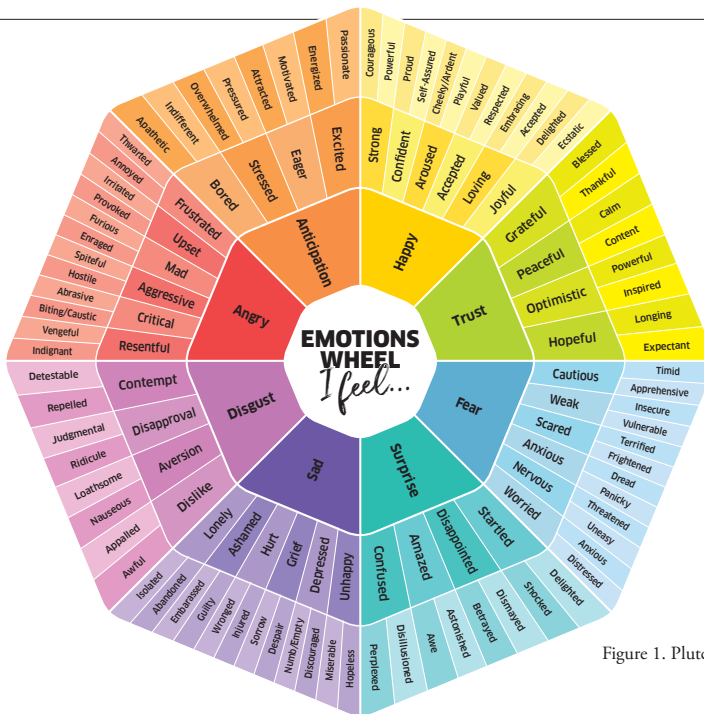 EMOTIONS
WHEEL
I feel...
Happy
Strong
Confident
Aroused
Accepted
Loving
Joyful
Courageous
Powerful
Proud
Self-Assured
Cheeky/Ardent
Playful
Valued
Respected
Embracing
Accepted
Delighted
Ecstatic
Trust
Grateful
Peaceful
Optimistic
Hopeful
Blessed
Thankful
Calm
Content
Powerful
Inspired
Longing
Expectant
Fear
Cautious
Weak
Scared
Anxious
Nervous
Worried
Timid
Apprehensive
Insecure
Vulnerable
Terrified
Frightened
Dread
Panicky
Threatened
Uneasy
Anxious
Distressed
Surprise
Startled
Disappointed
Amazed
Confused
Delighted
Shocked
Dismayed
Betrayed
Astonished
Awe
Disillusioned
Perplexed
Sad
Unhappy
Depressed
Grief
Hurt
Ashamed
Lonely
Hopeless
Miserable
Discouraged
Numb/Empty
Despair
Sorrow
Injured
Wronged
Guilty
Embarassed
Abandoned
Isolated
Disgust
Dislike
Aversion
Disapproval
Contempt
Awful
Appalled
Nauseous
Loathsome
Ridicule
Judgmental
Repelled
Detestable
Angry
Resentful
Critical
Aggressive
Mad
Upset
Frustrated
Indignant
Vengeful
Biting/Caustic
Abrasive
Hostile
Spiteful
Enraged
Furious
Provoked
Irritated
Annoyed
Thwarted
Anticipation
Bored
Stressed
Eager
Excited
Apathetic
Indifferent
Overwhelmed
Pressured
Attracted
Motivated
Energized
Passionate
Figure 1. Plutc